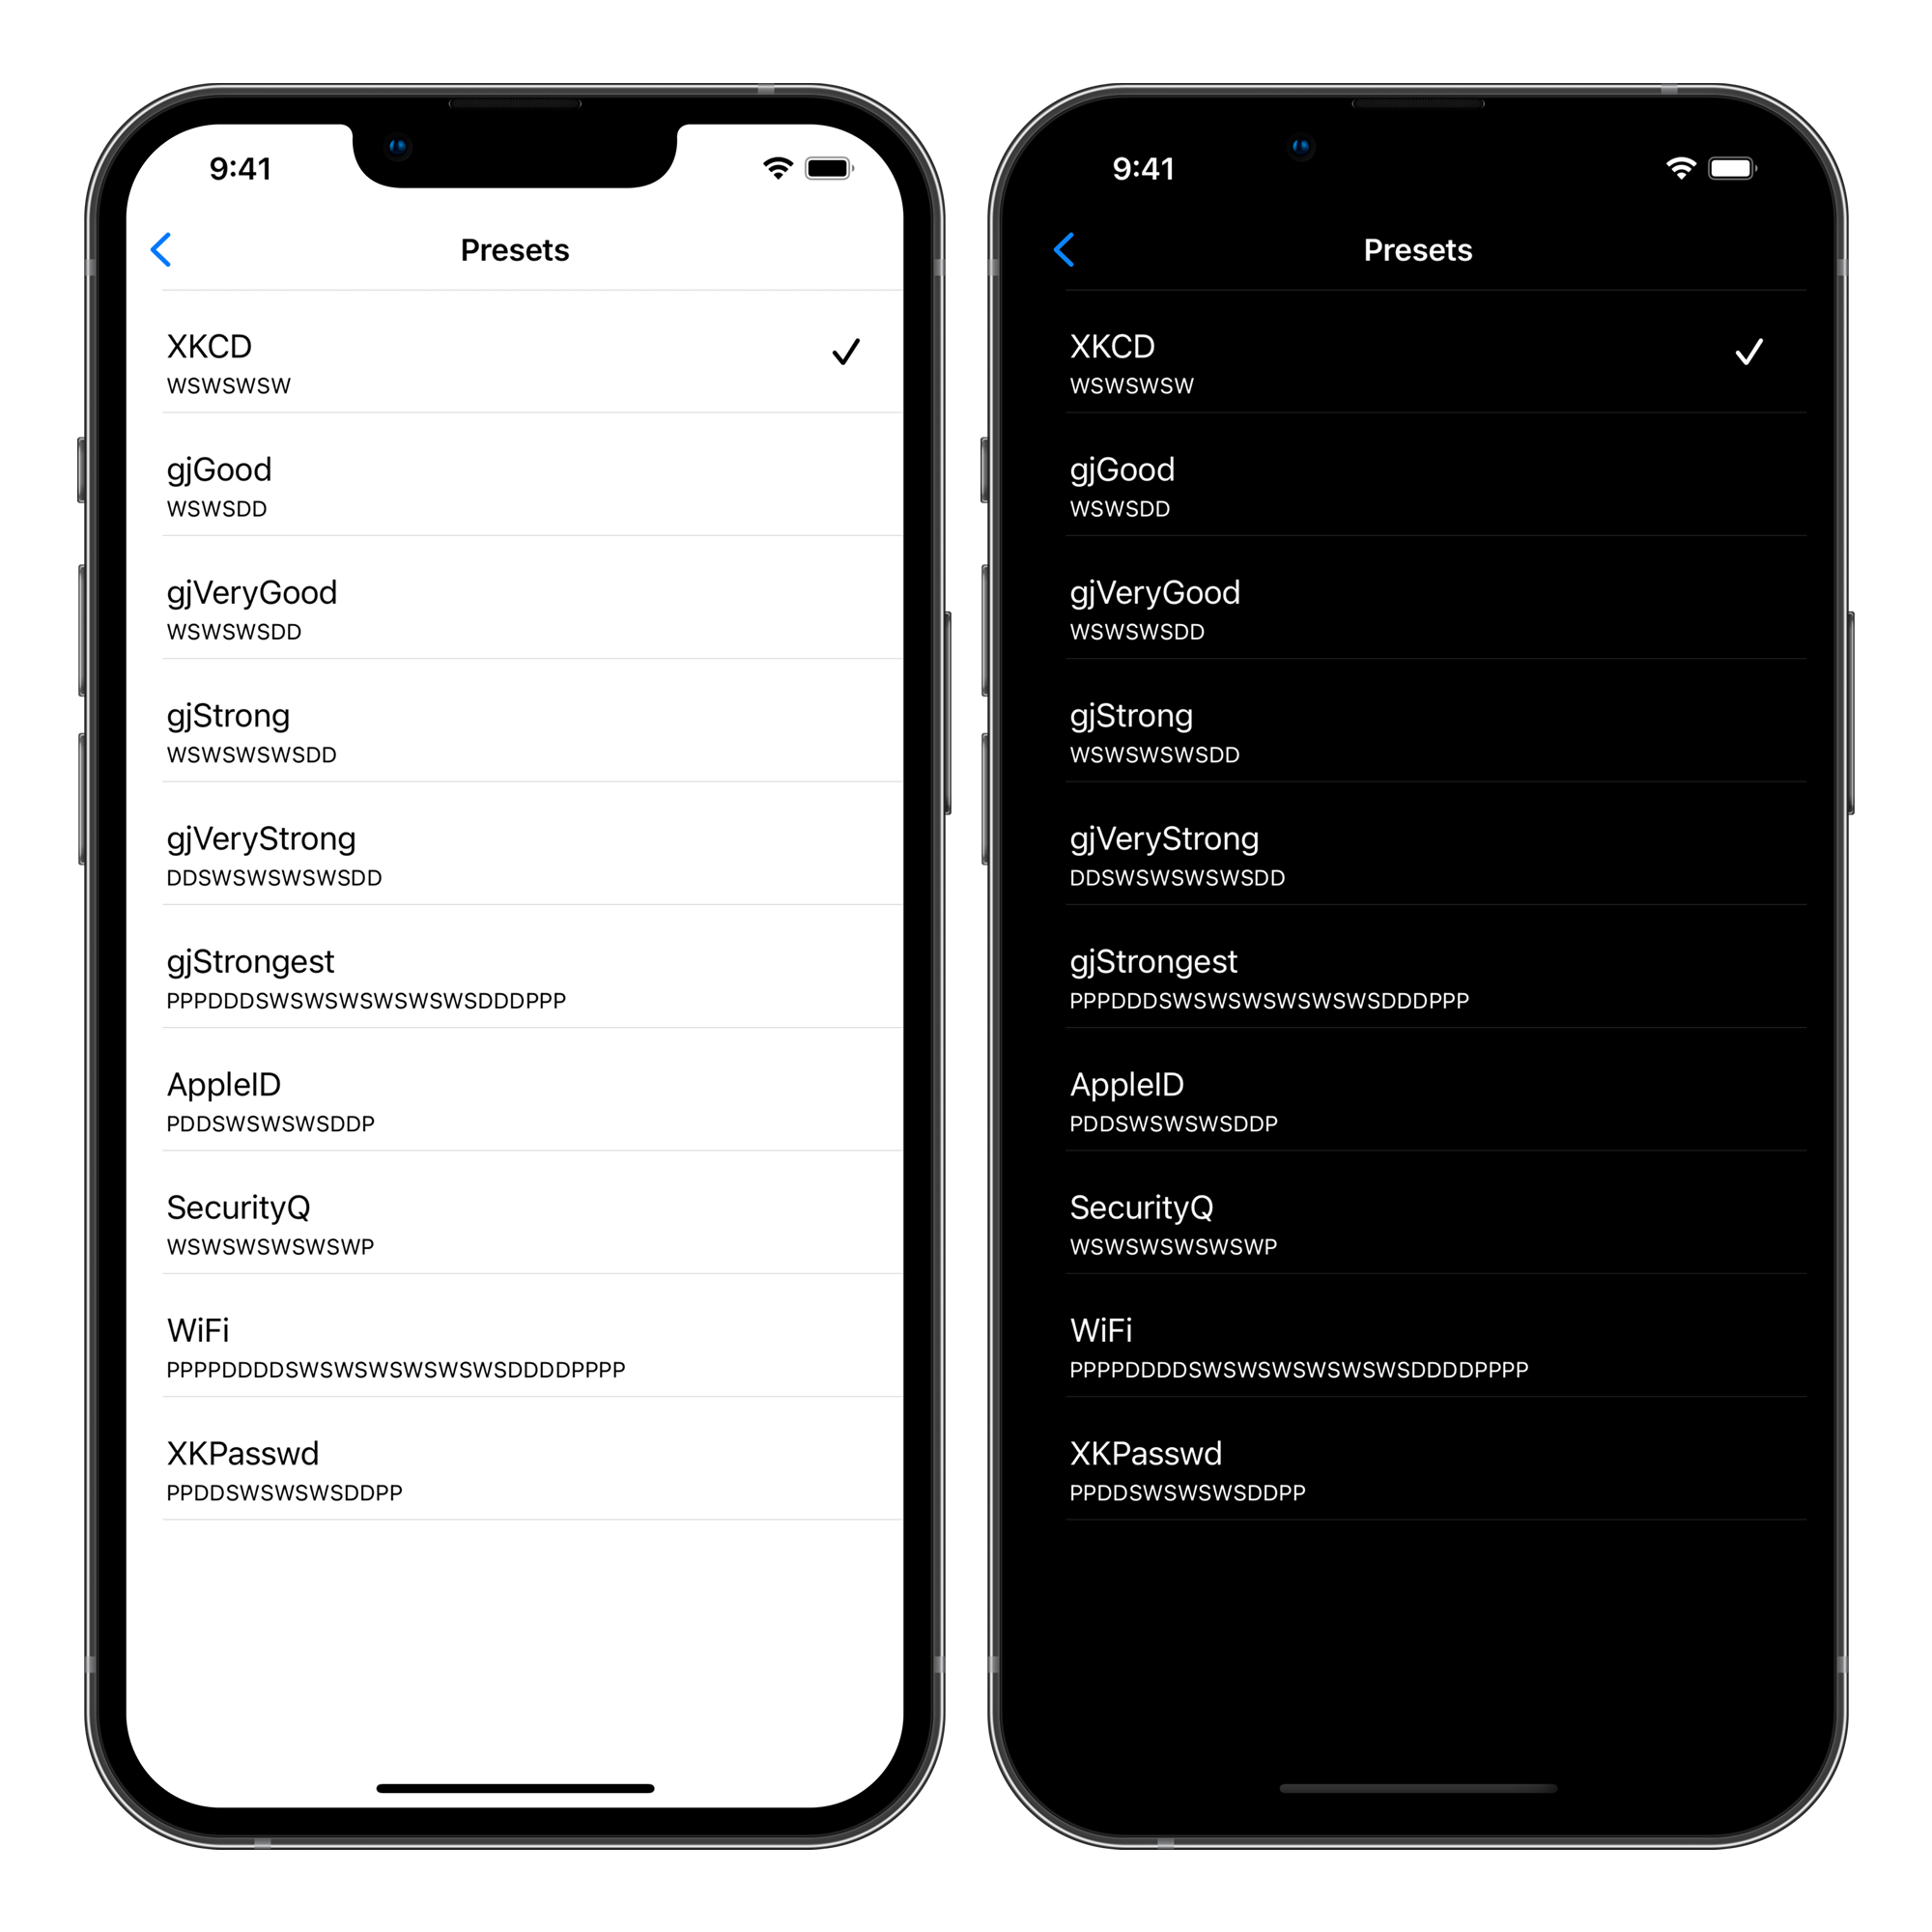 9:41
Presets
XKCD
WSWSWSW
gjGood
WSWSDD
gjVeryGood
WSWSWSDD
gjStrong
WSWSWSWSDD
gjVeryStrong
DDSWSWSWSWSDD
gjStrongest
PPPDDDSWSWSWSWSWSWSDDDPPP
AppleID
PDDSWSWSWSDDP
SecurityQ
WSWSWSWSWSWP
WiFi
PPPPDDDDSWSWSWSWSWSWSDDDDPPPP
XKPasswd
PPDDSWSWSWSDDPP
9:41
Presets
XKCD
WSWSWSW
gjGood
WSWSDD
gjVeryGood
WSWSWSDD
gjStrong
WSWSWSWSDD
gjVeryStrong
DDSWSWSWSWSDD
gjStrongest
PPPDDDSWSWSWSWSWSWSDDDPPP
AppleID
PDDSWSWSWSDDP
SecurityQ
WSWSWSWSWSWP
WiFi
PPPPDDDDSWSWSWSWSWSWSDDDDPPPP
XKPasswd
PPDDSWSWSWSDDPP